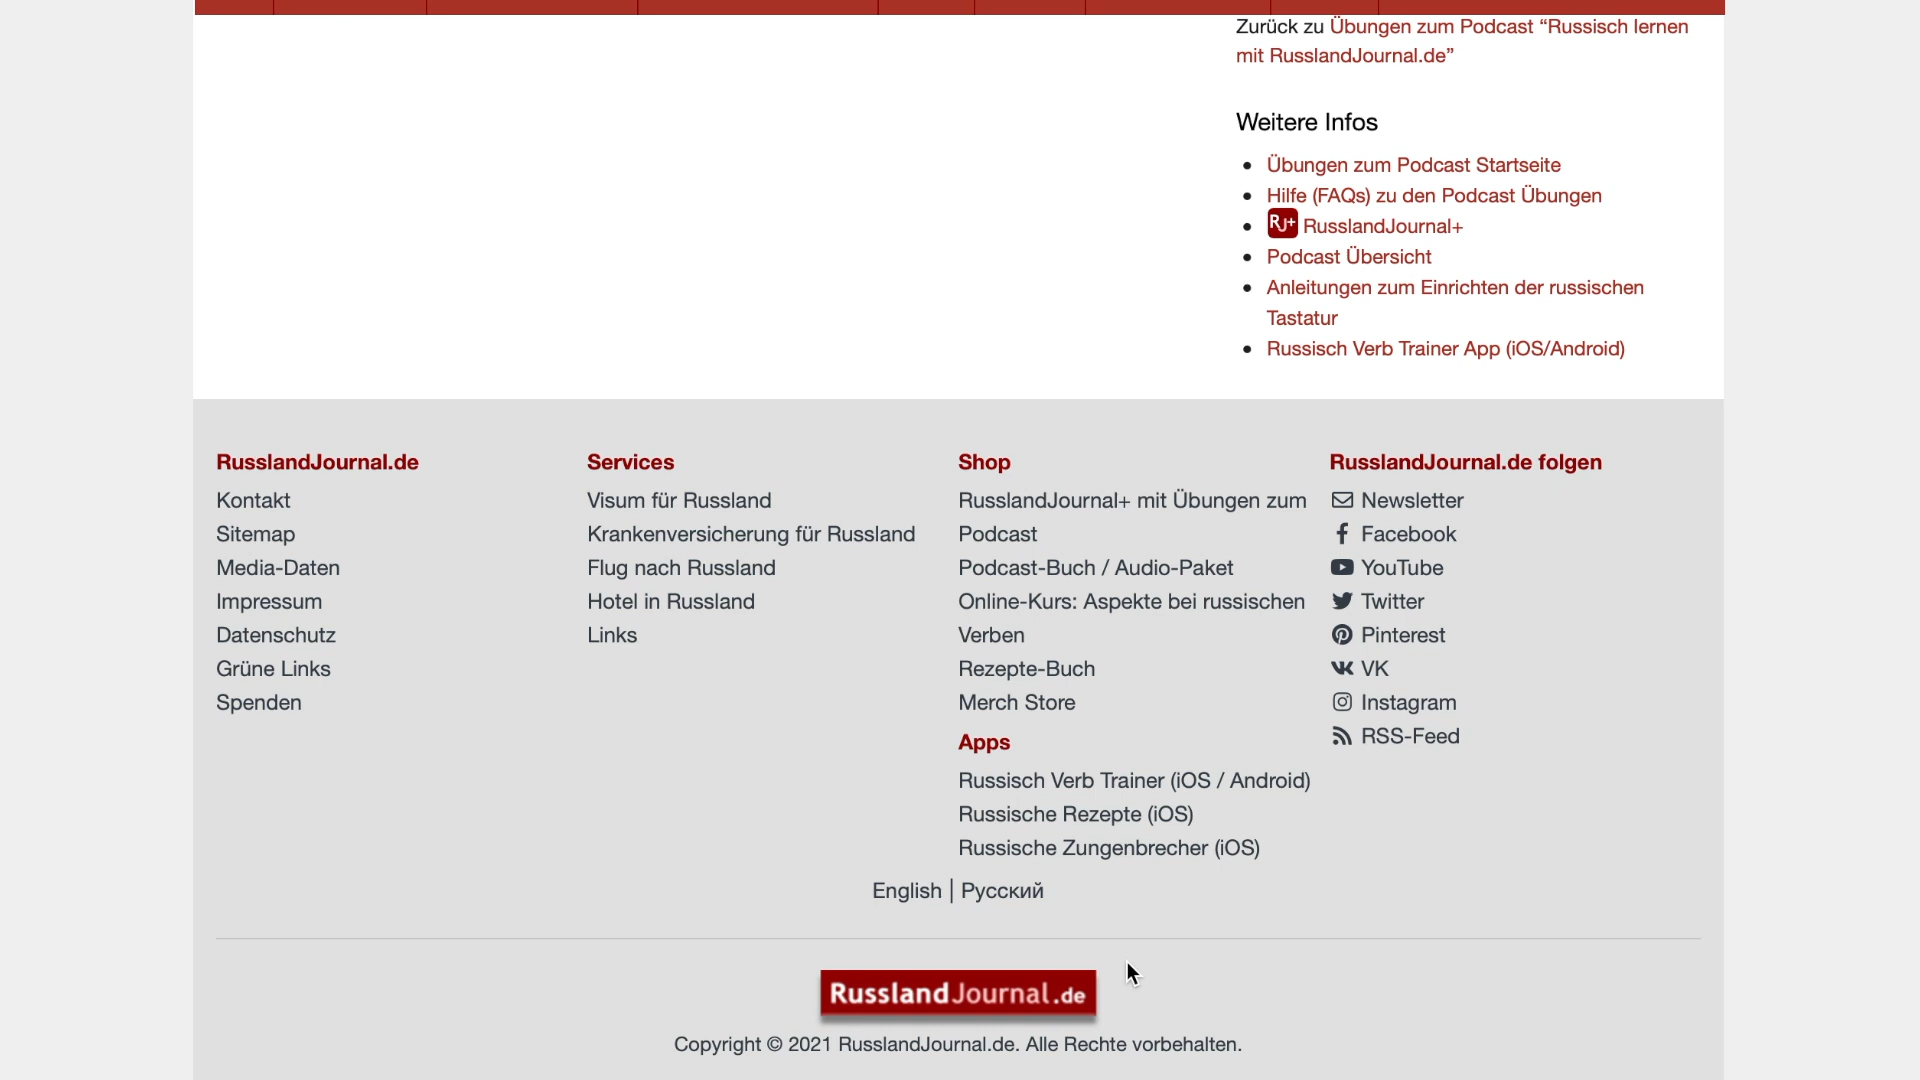 Zurück zu Übungen zum Podcast “Russisch lernen
mit RusslandJournal.de”
Weitere Infos
Übungen zum Podcast Startseite
Hilfe (FAQs) zu den Podcast Übungen
RJ+ RusslandJournal+
Podcast Übersicht
Anleitungen zum Einrichten der russischen
Tastatur
Russisch Verb Trainer App (iOS/Android)
RusslandJournal.de
Kontakt
Sitemap
Media-Daten
Impressum
Datenschutz
Grüne Links
Spenden
Services
Visum für Russland
Krankenversicherung für Russland
Flug nach Russland
Hotel in Russland
Links
Shop
RusslandJournal+ mit Übungen zum
Podcast
Podcast-Buch / Audio-Paket
Online-Kurs: Aspekte bei russischen
Verben
Rezepte-Buch
Merch Store
Apps
Russisch Verb Trainer (iOS / Android)
Russische Rezepte (iOS)
Russische Zungenbrecher (iOS)
RusslandJournal.de folgen
Newsletter
Facebook
YouTube
Twitter
Pinterest
VK
Instagram
RSS-Feed
English | Русский
RusslandJournal.de
Copyright © 2021 RusslandJournal.de. Alle Rechte vorbehalten.